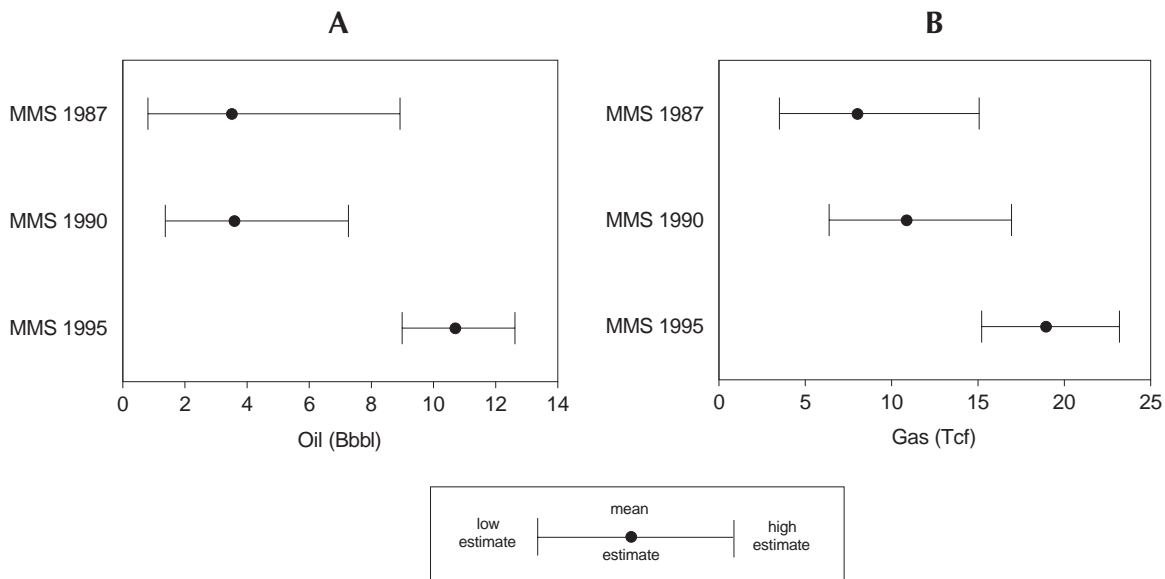 A
MMS 1987
MMS 1990
MMS 1995
0 2 4 6 8 10 12 14
Oil (Bbbl)
B
MMS 1987
MMS 1990
MMS 1995
0 5 10 15 20 25
Gas (Tcf)
low
estimate
mean
estimate
high
estimate